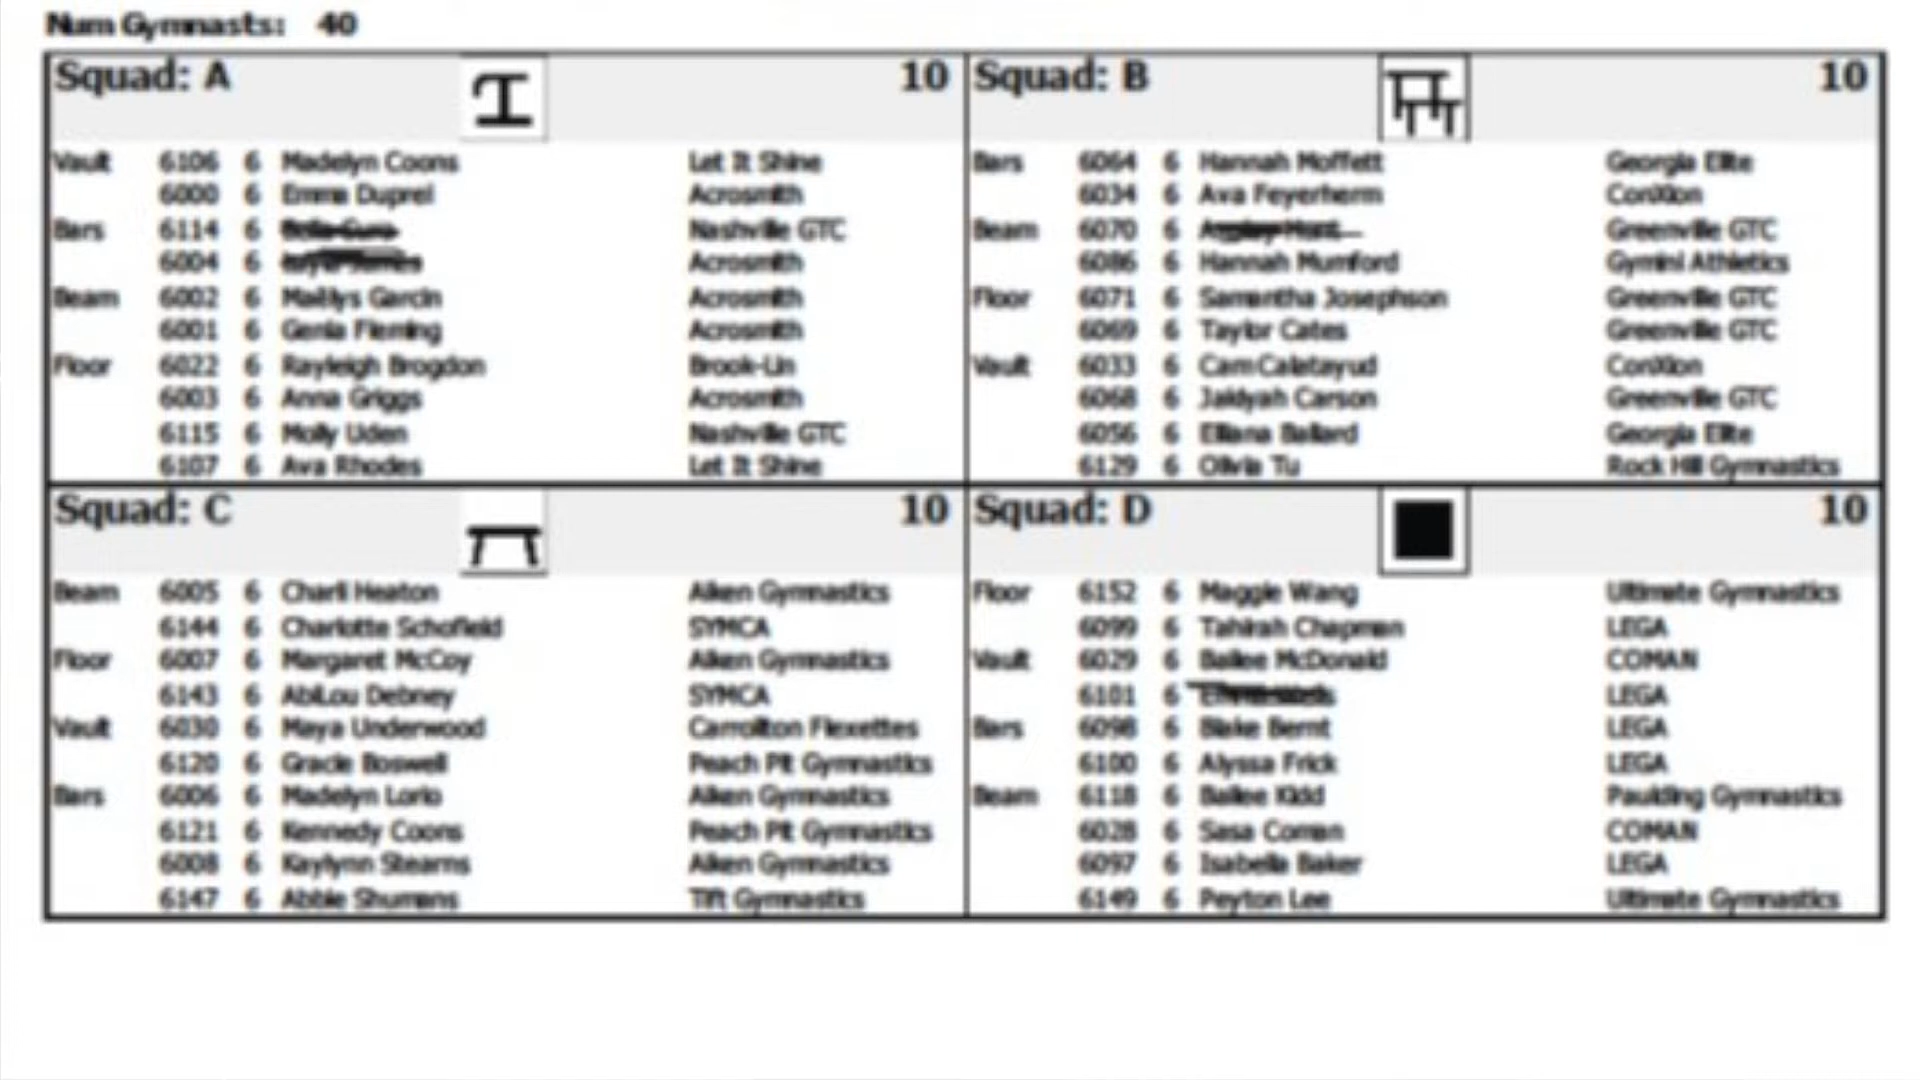 Num Gymnasts: 40
Squad: A 10
Vault 6106 6 Madelyn Coons Let It Shine
6000 6 Emma Duprel Acrosmith
Bars 6114 6 Nashville GTC
6004 6 Acrosmith
Beam 6002 6 Maëlys Garcin Acrosmith
6001 6 Genia Fleming Acrosmith
Floor 6022 6 Rayleigh Brogdon Brook-Lin
6003 6 Anna Griggs Acrosmith
6115 6 Molly Uden Nashville GTC
6107 6 Ava Rhodes Let It Shine
Squad: B 10
Bars 6064 6 Hannah Moffett Georgia Elite
6034 6 Ava Feyerherm ConXion
Beam 6070 6 Greenville GTC
6086 6 Hannah Mumford Gymini Athletics
Floor 6071 6 Samantha Josephson Greenville GTC
6069 6 Taylor Cates Greenville GTC
Vault 6033 6 Cam Calatayud ConXion
6068 6 Jakiyah Carson Greenville GTC
6056 6 Elliana Ballard Georgia Elite
6129 6 Olivia Tu Rock Hill Gymnastics
Squad: C 10
Beam 6005 6 Charli Heaton Aiken Gymnastics
6144 6 Charlotte Schofield SYMCA
Floor 6007 6 Margaret McCoy Aiken Gymnastics
6143 6 AbiLou Debney SYMCA
Vault 6030 6 Maya Underwood Carrollton Flexettes
6120 6 Gracie Boswell Peach Pit Gymnastics
Bars 6006 6 Madelyn Lorio Aiken Gymnastics
6121 6 Kennedy Coons Peach Pit Gymnastics
6008 6 Kaylynn Stearns Aiken Gymnastics
6147 6 Abbie Shumans Tift Gymnastics
Squad: D 10
Floor 6152 6 Maggie Wang Ultimate Gymnastics
6099 6 Tahirah Chapman LEGA
Vault 6029 6 Bailee McDonald COMAN
6101 6 LEGA
Bars 6098 6 Blake Bernt LEGA
6100 6 Alyssa Frick LEGA
Beam 6118 6 Bailee Kidd Paulding Gymnastics
6028 6 Sasa Coman COMAN
6097 6 Isabella Baker LEGA
6149 6 Peyton Lee Ultimate Gymnastics